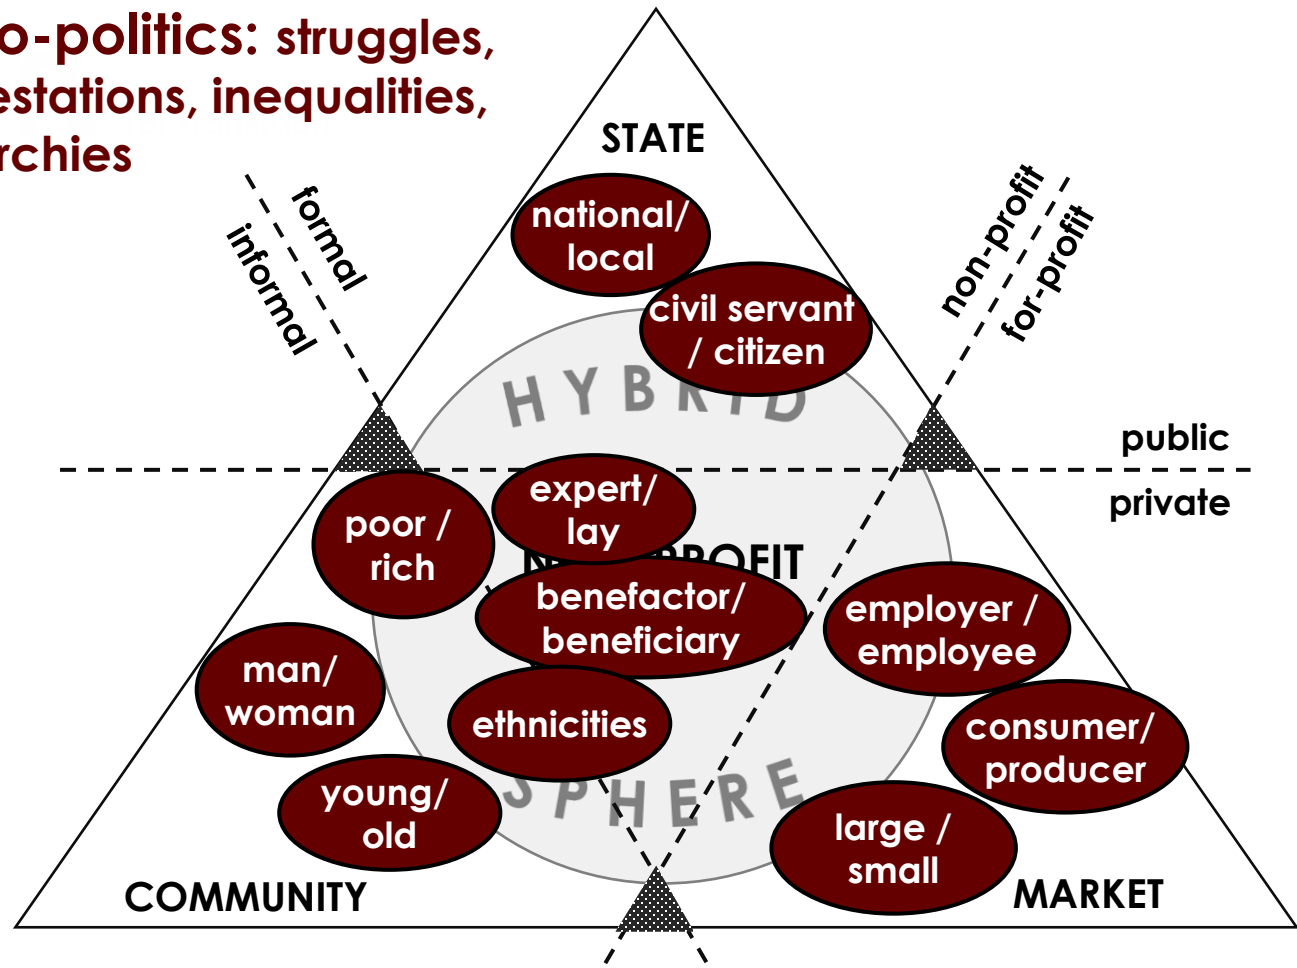 o-politics: struggles,
estations, inequalities,
rchies
STATE
national/
local
civil servant
/ citizen
formal
informal
non-profit
for-profit
HYBRID
public
private
expert/
lay
poor /
rich
PROFIT
benefactor/
beneficiary
employer /
employee
man/
woman
ethnicities
consumer/
producer
young/
old
SPHERE
large /
small
COMMUNITY
MARKET